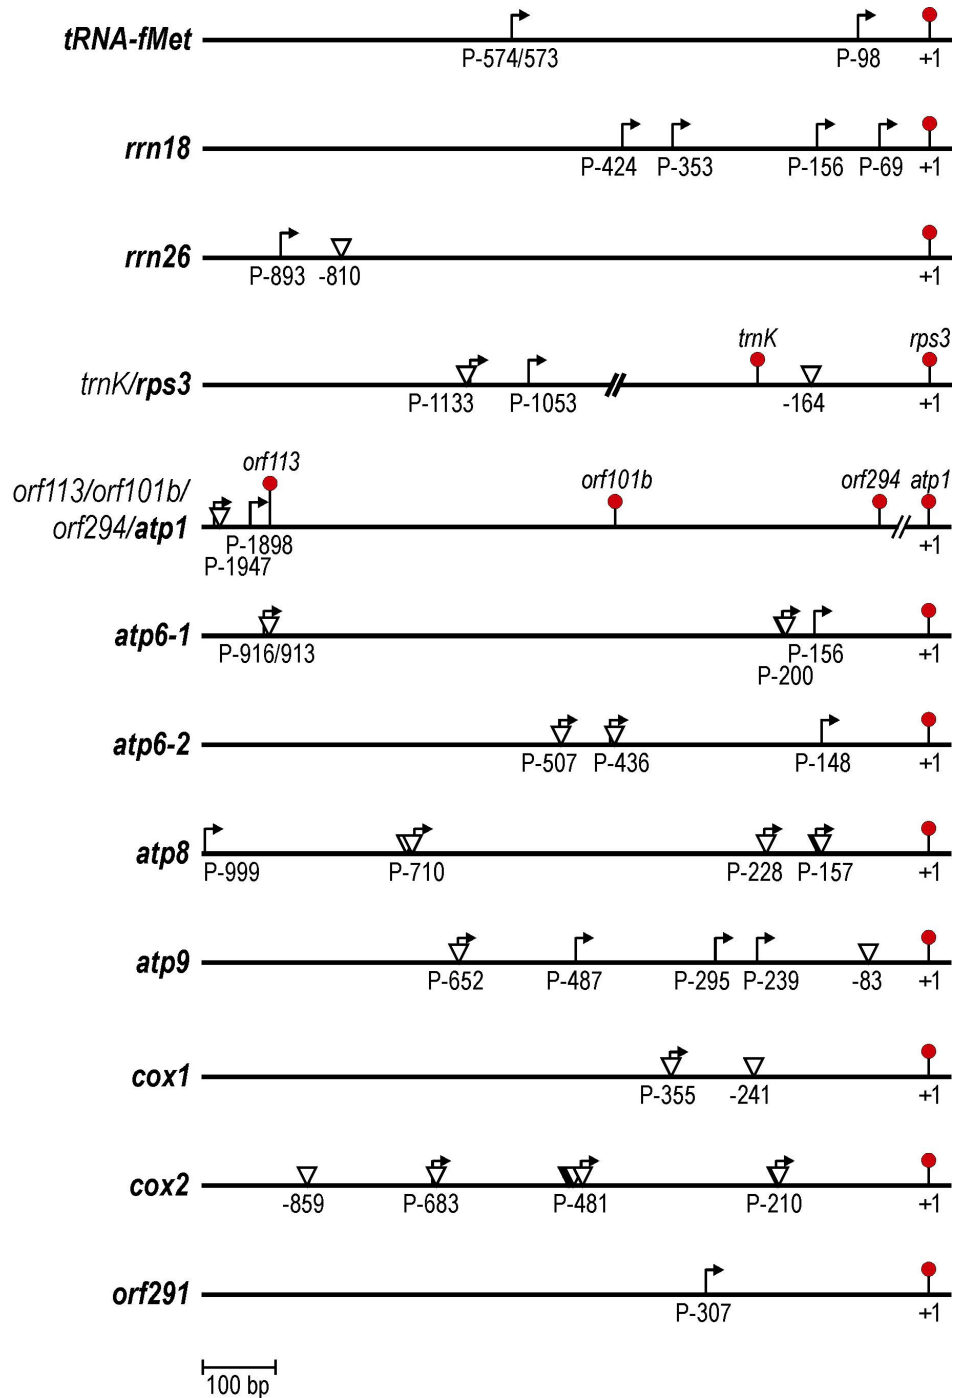 tRNA-fMet
P-574/573 P-98 +1
rrn18
P-424 P-353 P-156 P-69 +1
rrn26
P-893 -810 +1
trnK rps3
trnK/rps3
P-1133 P-1053 -164 +1
orf113 orf101b orf294 atp1
orf113/orf101b/
orf294/atp1
P-1898 +1
P-1947
atp6-1
P-916/913 P-156 +1
P-200
atp6-2
P-507 P-436 P-148 +1
atp8
P-999 P-710 P-228 P-157 +1
atp9
P-652 P-487 P-295 P-239 -83 +1
cox1
P-355 -241 +1
cox2
-859 P-683 P-481 P-210 +1
orf291
P-307 +1
100 bp